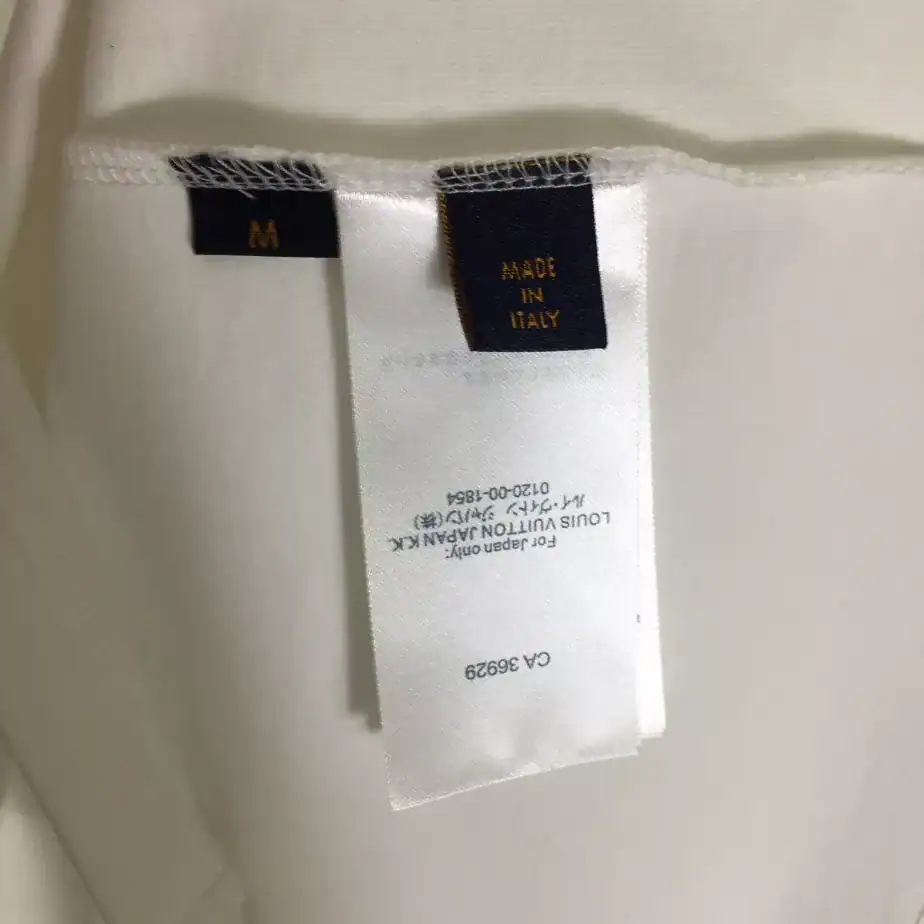 M
MADE
IN
ITALY
CA 36929
For Japan only:
LOUIS VUITTON JAPAN K.K.
ルイ・ヴィトン ジャパン(株)
0120-00-1854